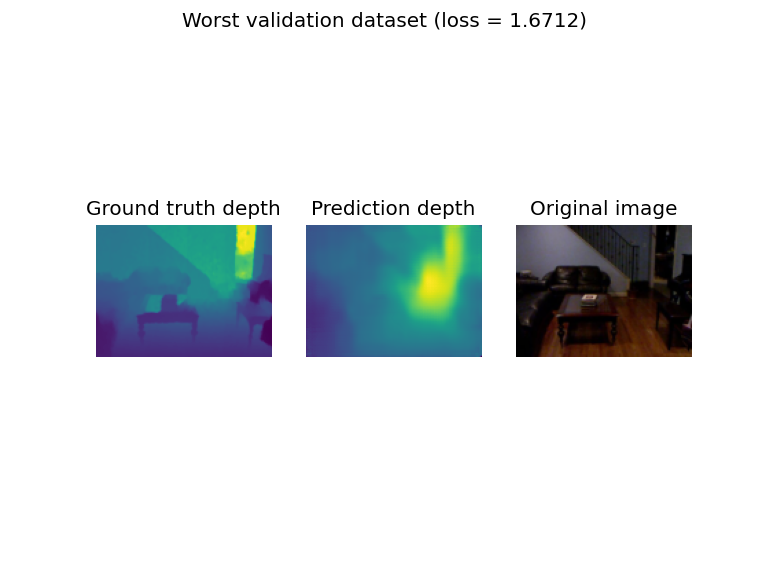 Worst validation dataset (loss = 1.6712)
Ground truth depth
Prediction depth
Original image